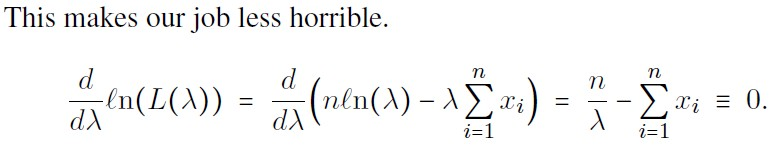 This makes our job less horrible.
d/dλ ℓn(L(λ)) = d/dλ (nℓn(λ) − λ ∑_{i=1}^{n} x_i) = n/λ − ∑_{i=1}^{n} x_i ≡ 0.